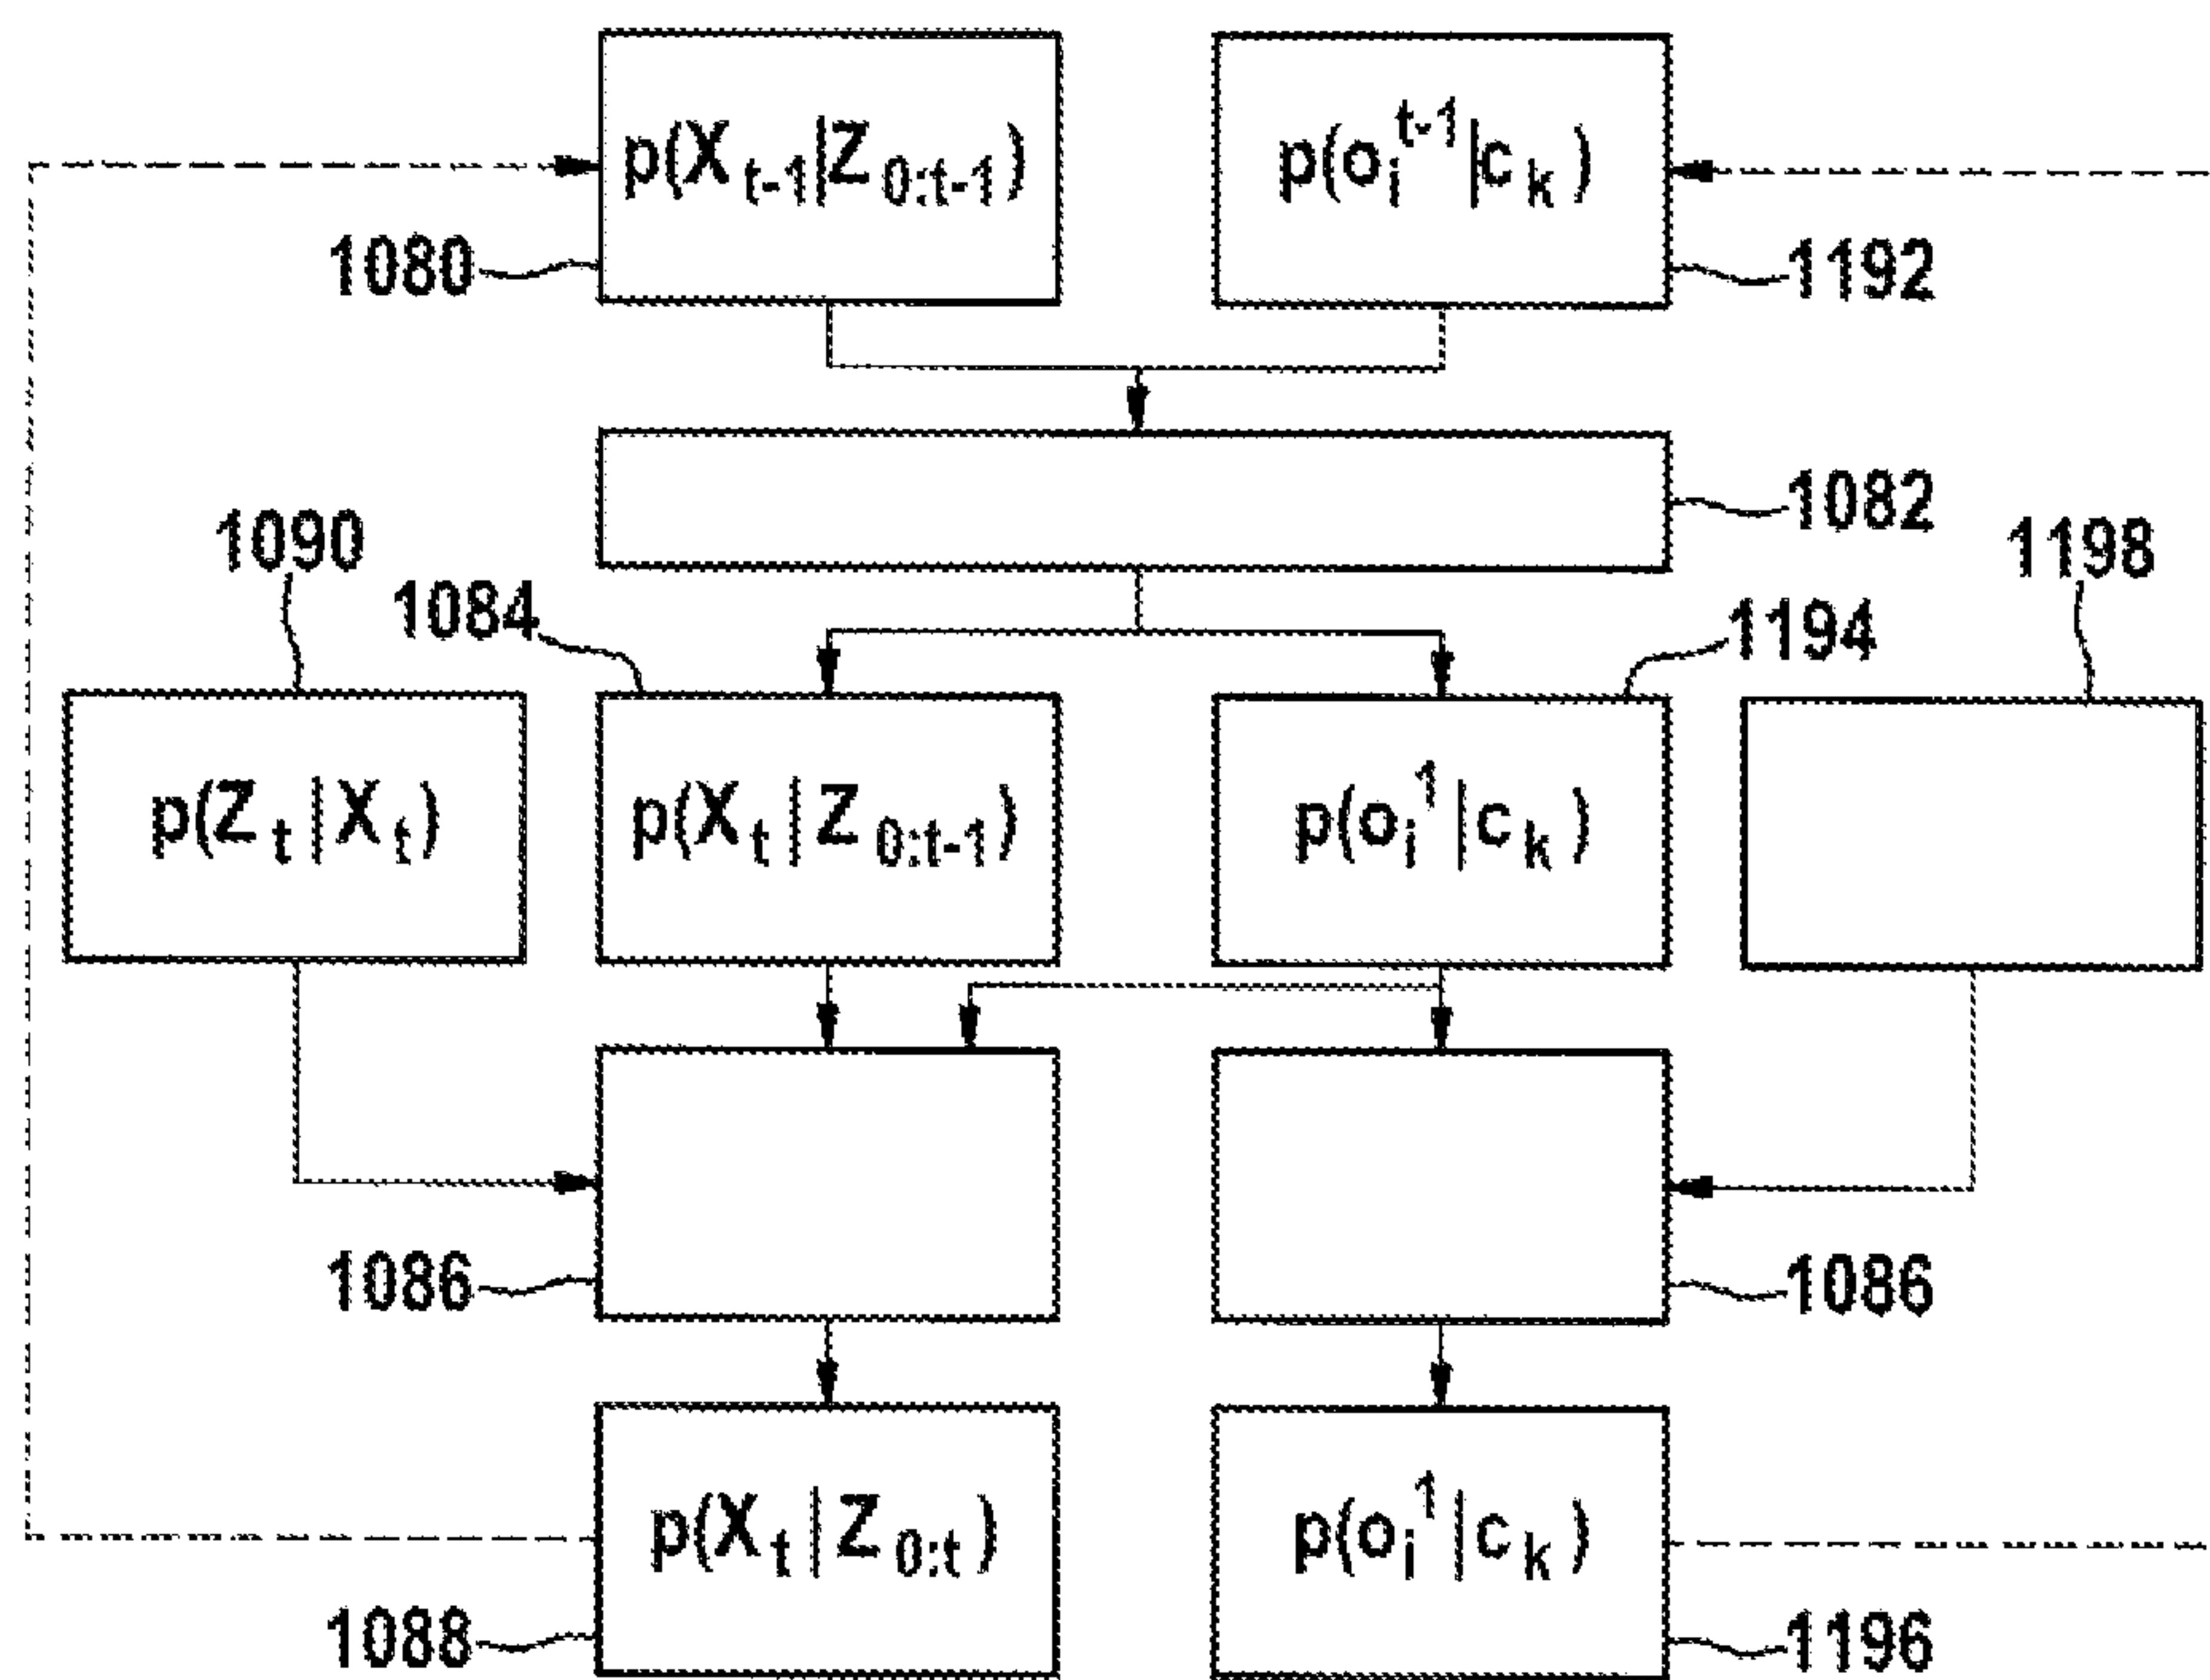 p(X_{t-1}|Z_{0:t-1})
p(o_i^{t-1}|c_k)
1080
1192
1082
1090
1198
1084
1194
p(Z_t|X_t)
p(X_t|Z_{0:t-1})
p(o_i^1|c_k)
1086
1086
p(X_t|Z_{0:t})
p(o_i^1|c_k)
1088
1196